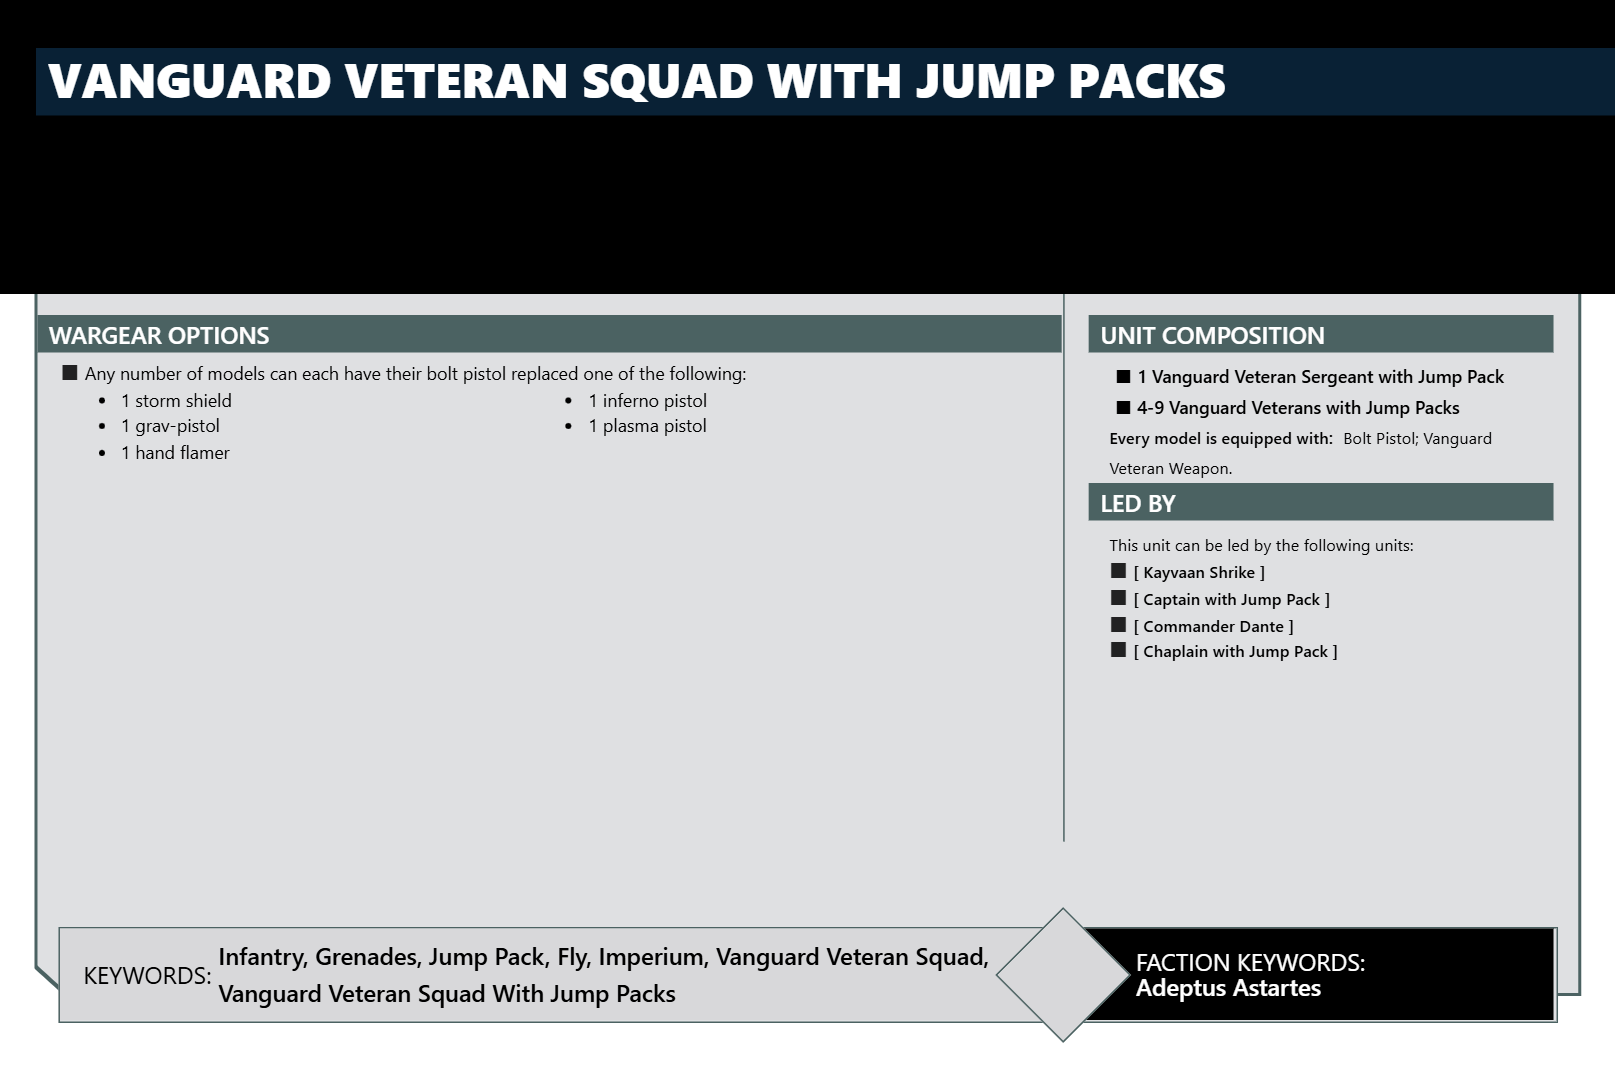 VANGUARD VETERAN SQUAD WITH JUMP PACKS
WARGEAR OPTIONS
Any number of models can each have their bolt pistol replaced one of the following:
1 storm shield
1 grav-pistol
1 hand flamer
1 inferno pistol
1 plasma pistol
UNIT COMPOSITION
1 Vanguard Veteran Sergeant with Jump Pack
4-9 Vanguard Veterans with Jump Packs
Every model is equipped with: Bolt Pistol; Vanguard
Veteran Weapon.
LED BY
This unit can be led by the following units:
[ Kayvaan Shrike ]
[ Captain with Jump Pack ]
[ Commander Dante ]
[ Chaplain with Jump Pack ]
KEYWORDS:
Infantry, Grenades, Jump Pack, Fly, Imperium, Vanguard Veteran Squad,
Vanguard Veteran Squad With Jump Packs
FACTION KEYWORDS:
Adeptus Astartes